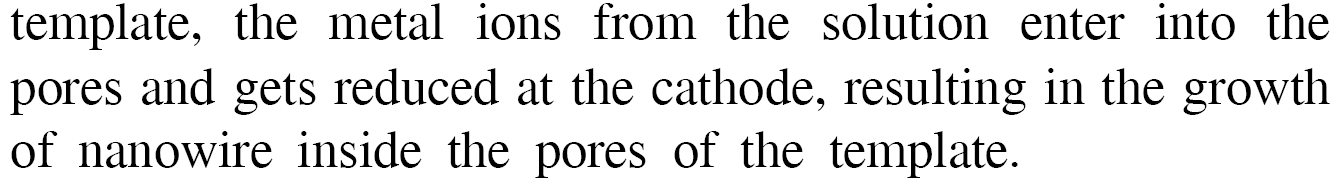 template, the metal ions from the solution enter into the
pores and gets reduced at the cathode, resulting in the growth
of nanowire inside the pores of the template.